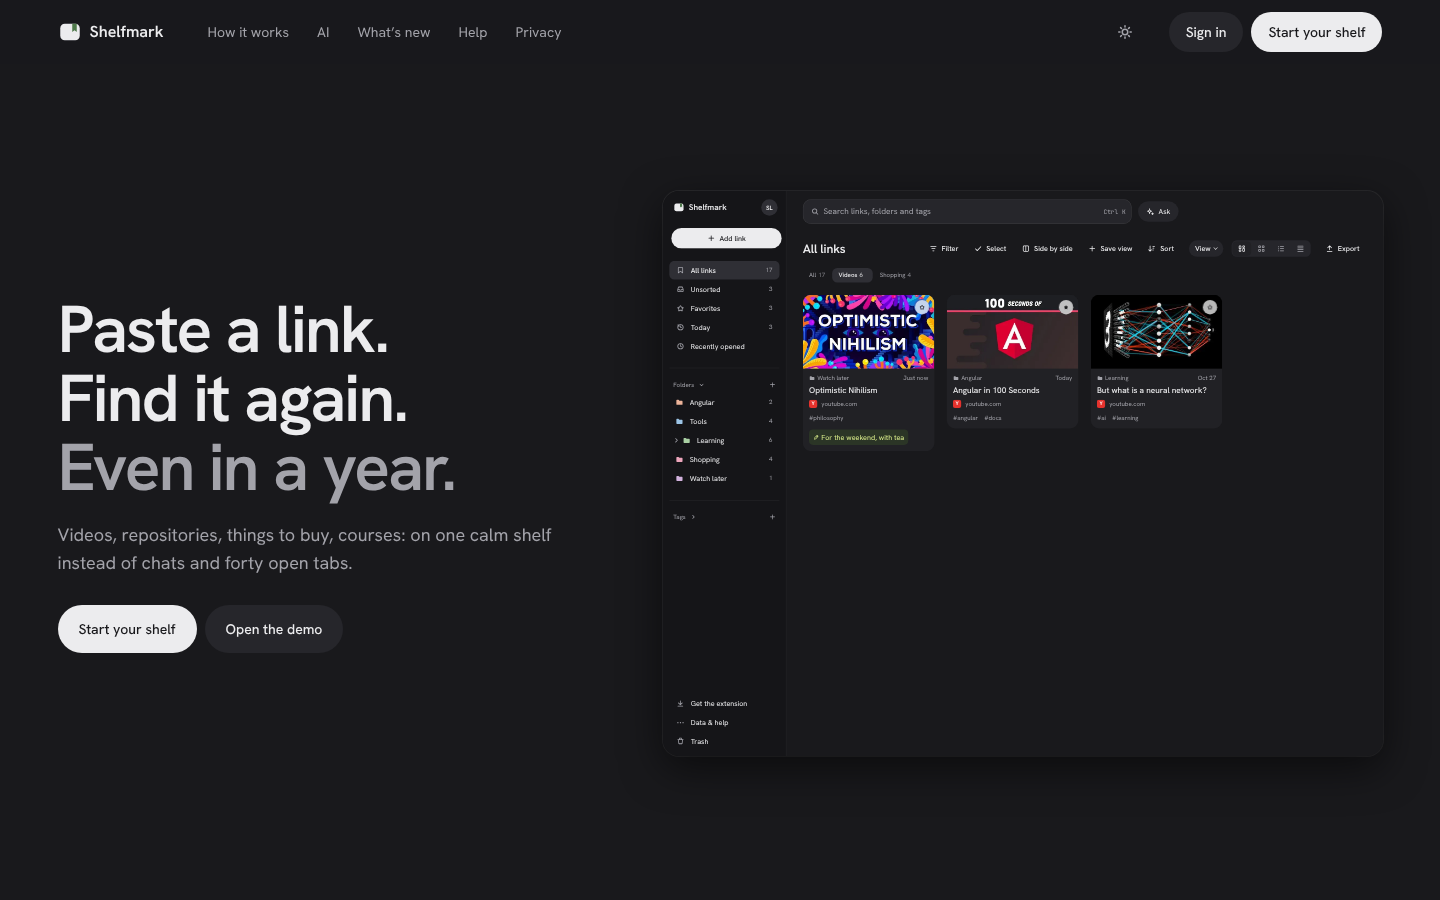 Shelfmark
How it works
AI
What's new
Help
Privacy
Sign in
Start your shelf
Paste a link.
Find it again.
Even in a year.
Videos, repositories, things to buy, courses: on one calm shelf
instead of chats and forty open tabs.
Start your shelf
Open the demo
Shelfmark
SL
Add link
All links 17
Unsorted 3
Favorites 3
Today 3
Recently opened
Folders
Angular 2
Tools 4
Learning 6
Shopping 4
Watch later 1
Tags
Get the extension
Data & help
Trash
Search links, folders and tags
Ctrl K
Ask
All links
Filter
Select
Side by side
Save view
Sort
View
Export
All 17
Videos 6
Shopping 4
OPTIMISTIC
NIHILISM
Watch later
Just now
Optimistic Nihilism
youtube.com
#philosophy
For the weekend, with tea
100 SECONDS OF
A
Angular
Today
Angular in 100 Seconds
youtube.com
#angular #docs
Learning
Oct '27
But what is a neural network?
youtube.com
#ai #learning